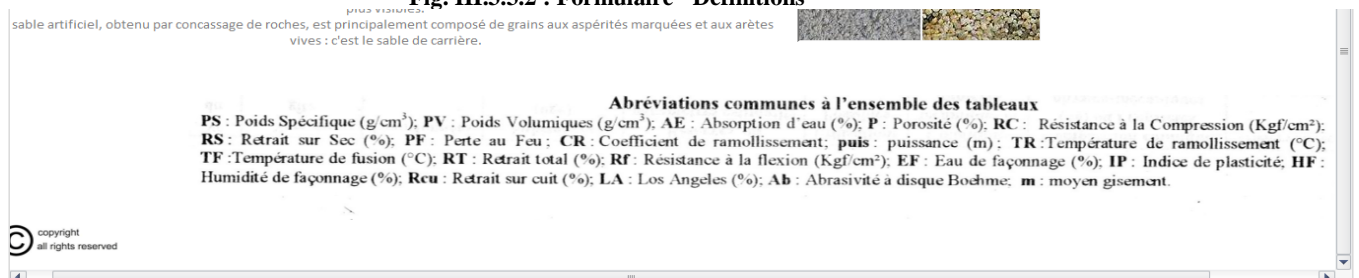 Fig. III.3.3.2 : Formulaire "Définitions"
plus visibles.
sable artificiel, obtenu par concassage de roches, est principalement composé de grains aux aspérités marquées et aux arètes
vives : c'est le sable de carrière.
Abréviations communes à l'ensemble des tableaux
PS : Poids Spécifique (g/cm³); PV : Poids Volumiques (g/cm³); AE : Absorption d'eau (%); P : Porosité (%); RC : Résistance à la Compression (Kgf/cm²);
RS : Retrait sur Sec (%); PF : Perte au Feu ; CR : Coefficient de ramollissement; puis : puissance (m) ; TR :Température de ramollissement (°C);
TF :Température de fusion (°C); RT : Retrait total (%); Rf : Résistance à la flexion (Kgf/cm²); EF : Eau de façonnage (%), IP : Indice de plasticité; HF :
Humidité de façonnage (%); Rcu : Retrait sur cuit (%); LA : Los Angeles (%); Ab : Abrasivité à disque Boehme; m : moyen gisement.
copyright
all rights reserved